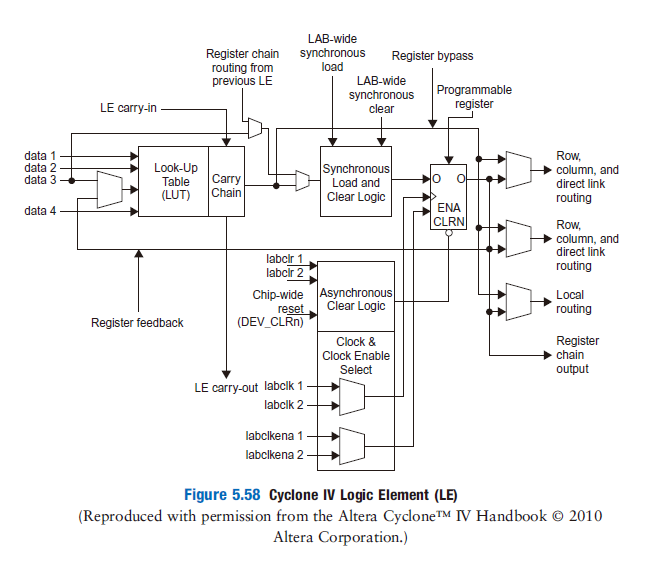 LAB-wide
synchronous
load
Register chain
routing from
previous LE
Register bypass
LAB-wide
synchronous
clear
Programmable
register
LE carry-in
data 1
data 2
data 3
data 4
Look-Up
Table
(LUT)
Carry
Chain
Synchronous
Load and
Clear Logic
O O
ENA
CLRN
Row,
column, and
direct link
routing
Row,
column, and
direct link
routing
Local
routing
Register
chain
output
Register feedback
labclr 1
labclr 2
Chip-wide
reset
(DEV_CLRn)
Asynchronous
Clear Logic
Clock &
Clock Enable
Select
LE carry-out
labclk 1
labclk 2
labclkena 1
labclkena 2
Figure 5.58 Cyclone IV Logic Element (LE)
(Reproduced with permission from the Altera Cyclone™ IV Handbook © 2010
Altera Corporation.)